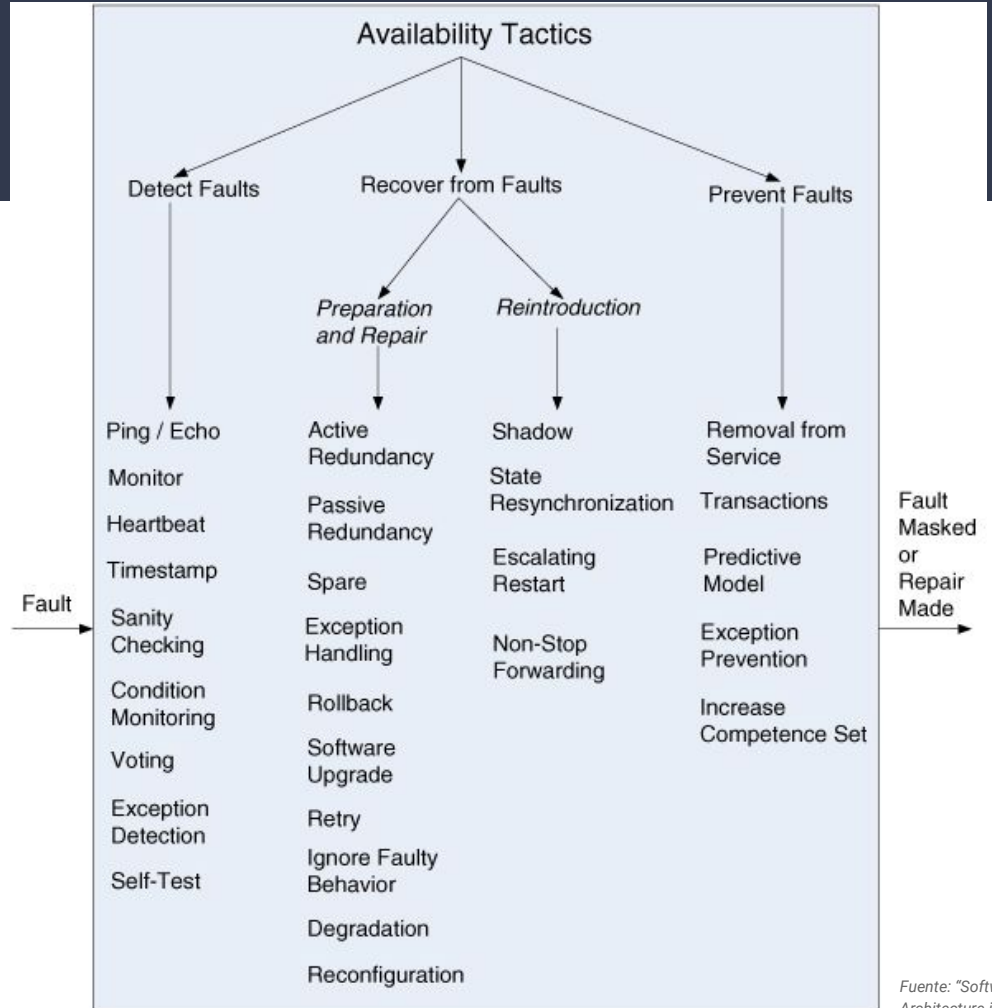 Availability Tactics
Detect Faults
Recover from Faults
Prevent Faults
Preparation
and Repair
Reintroduction
Ping / Echo
Monitor
Heartbeat
Timestamp
Sanity
Checking
Condition
Monitoring
Voting
Exception
Detection
Self-Test
Active
Redundancy
Passive
Redundancy
Spare
Exception
Handling
Rollback
Software
Upgrade
Retry
Ignore Faulty
Behavior
Degradation
Reconfiguration
Shadow
State
Resynchronization
Escalating
Restart
Non-Stop
Forwarding
Removal from
Service
Transactions
Predictive
Model
Exception
Prevention
Increase
Competence Set
Fault
Fault
Masked
or
Repair
Made
Fuente: "Softw